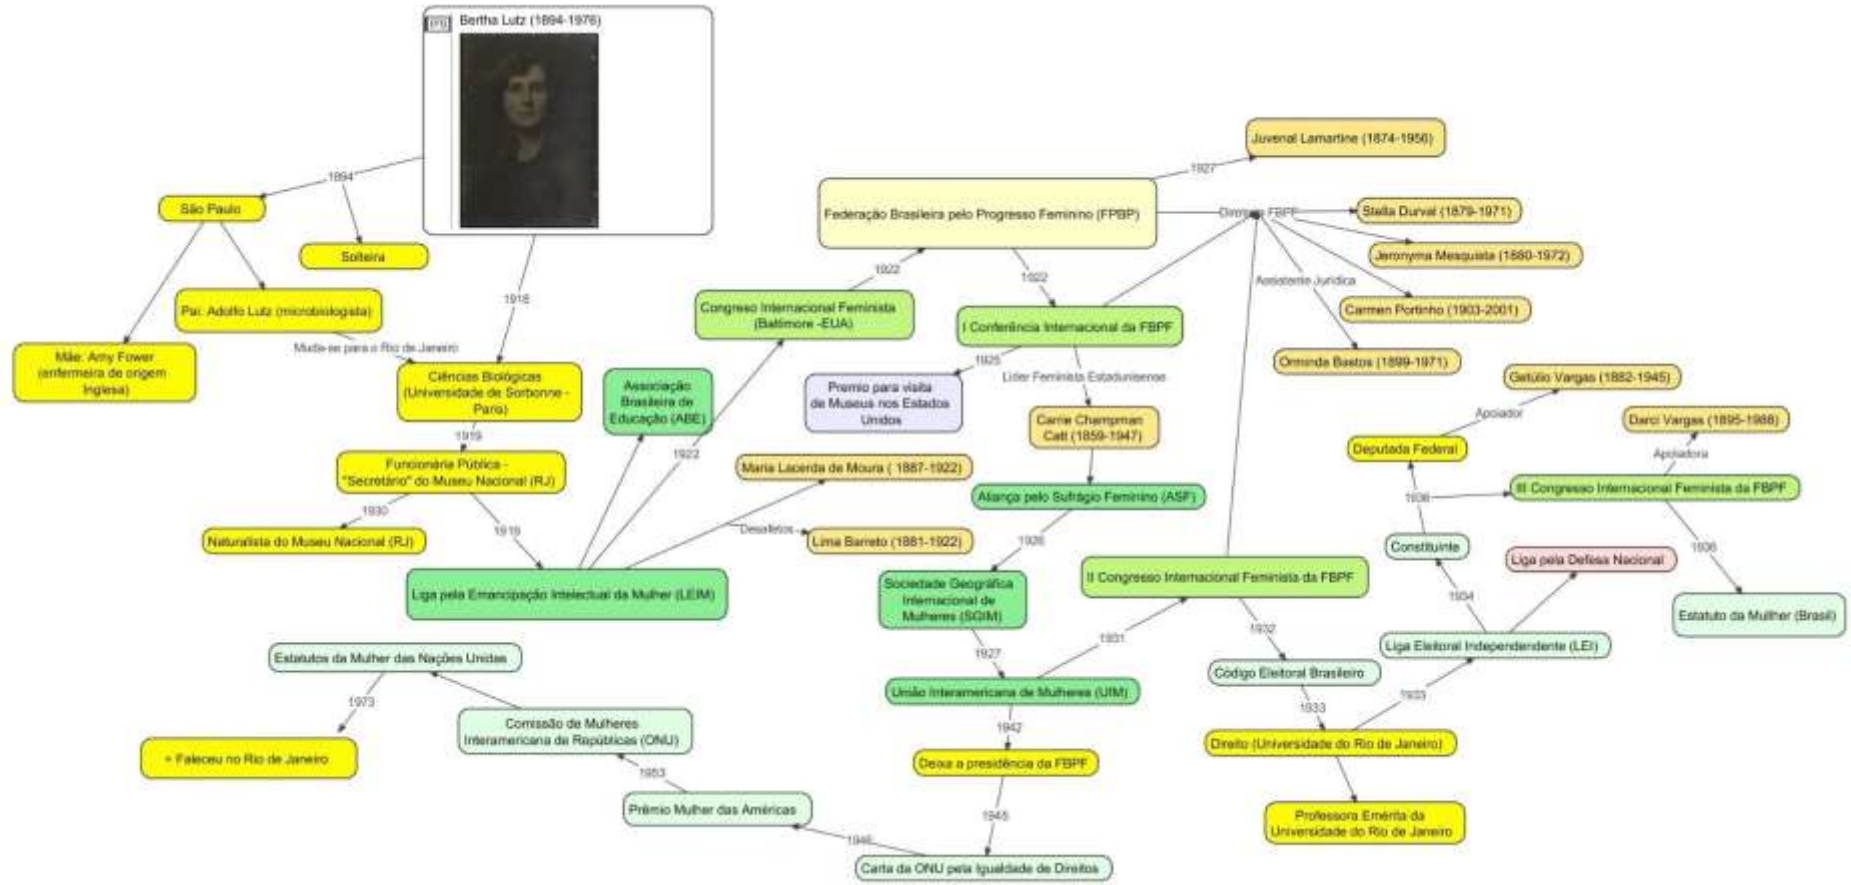 Bertha Lutz (1894-1976)
1894
São Paulo
Solteira
Pai: Adolfo Lutz (microbiologista)
Mãe: Amy Fower
(enfermeira de origem
Inglesa)
Muda-se para o Rio de Janeiro
1918
Ciências Biológicas
(Universidade de Sorbonne -
Paris)
1919
Funcionária Pública -
"Secretário" do Museu Nacional (RJ)
1930
Naturalista do Museu Nacional (RJ)
1919
Liga pela Emancipação Intelectual da Mulher (LEIM)
Associação
Brasileira de
Educação (ABE)
1922
Congreso Internacional Feminista
(Baltimore -EUA)
Maria Lacerda de Moura ( 1887-1922)
Desafetos
Lima Barreto (1881-1922)
1922
Federação Brasileira pelo Progresso Feminino (FPBP)
1927
Juvenal Lamartine (1874-1956)
FBPF
Stella Durval (1879-1971)
Jeronyma Mesquista (1880-1972)
Carmen Portinho (1903-2001)
Assistente Jurídica
Orminda Bastos (1899-1971)
1922
I Conferência Internacional da FBPF
1925
Premio para visita
de Museus nos Estados
Unidos
Lider Feminista Estadunisense
Carrie Champman
Catt (1859-1947)
Aliança pelo Sufrágio Feminino (ASF)
1926
Sociedade Geográfica
Internacional de
Mulheres (SGIM)
1927
União Interamericana de Mulheres (UIM)
1931
II Congresso Internacional Feminista da FBPF
1932
Código Eleitoral Brasileiro
1933
Direito (Universidade do Rio de Janeiro)
Professora Emérita da
Universidade do Rio de Janeiro
1933
Liga Eleitoral Independendente (LEI)
Liga pela Defesa Nacional
1934
Constituinte
1936
Deputada Federal
Apoiador
Getúlio Vargas (1882-1945)
III Congresso Internacional Feminista da FBPF
Apoiadora
Darci Vargas (1895-1988)
1936
Estatuto da Mullher (Brasil)
1942
Deixa a presidência da FBPF
1945
Carta da ONU pela Igualdade de Direitos
Prêmio Mulher das Américas
1953
Comissão de Mulheres
Interamericana de Repúblicas (ONU)
Estatutos da Mulher das Nações Unidas
1973
+ Faleceu no Rio de Janeiro